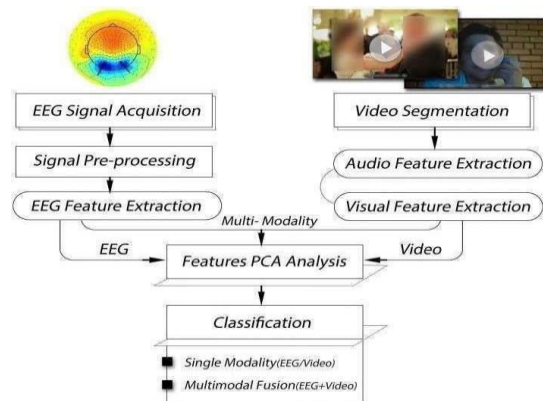 EEG Signal Acquisition
Video Segmentation
Signal Pre-processing
Audio Feature Extraction
EEG Feature Extraction
Visual Feature Extraction
Multi- Modality
EEG
Video
Features PCA Analysis
Classification
Single Modality(EEG/Video)
Multimodal Fusion(EEG+Video)